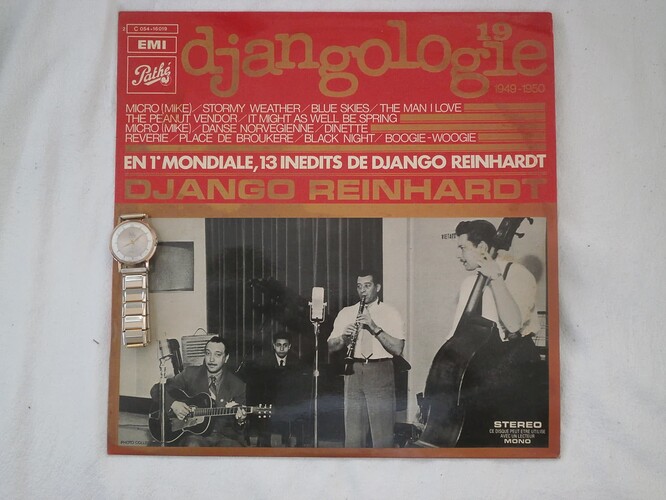 C 054-16019
EMI
Pathé
djangologie 19
1949-1950
MICRO (MIKE) / STORMY WEATHER / BLUE SKIES / THE MAN I LOVE
THE PEANUT VENDOR / IT MIGHT AS WELL BE SPRING
MICRO (MIKE) / DANSE NORVEGIENNE / DINETTE
REVERIE / PLACE DE BROUKERE / BLACK NIGHT / BOOGIE-WOOGIE
EN 1e MONDIALE, 13 INEDITS DE DJANGO REINHARDT
DJANGO REINHARDT
STEREO
CE DISQUE PEUT ETRE UTILISE
AVEC UN LECTEUR
MONO